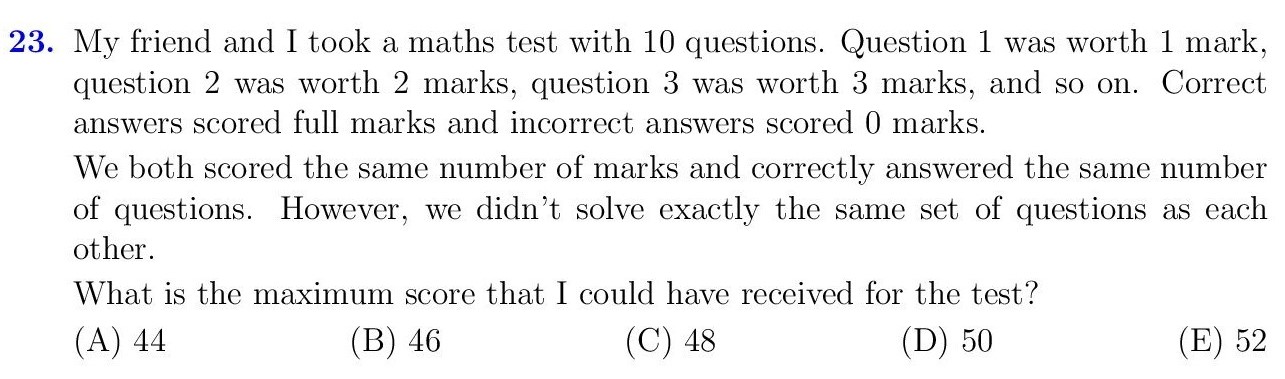 23. My friend and I took a maths test with 10 questions. Question 1 was worth 1 mark,
question 2 was worth 2 marks, question 3 was worth 3 marks, and so on. Correct
answers scored full marks and incorrect answers scored 0 marks.
We both scored the same number of marks and correctly answered the same number
of questions. However, we didn't solve exactly the same set of questions as each
other.
What is the maximum score that I could have received for the test?
(A) 44 (B) 46 (C) 48 (D) 50 (E) 52